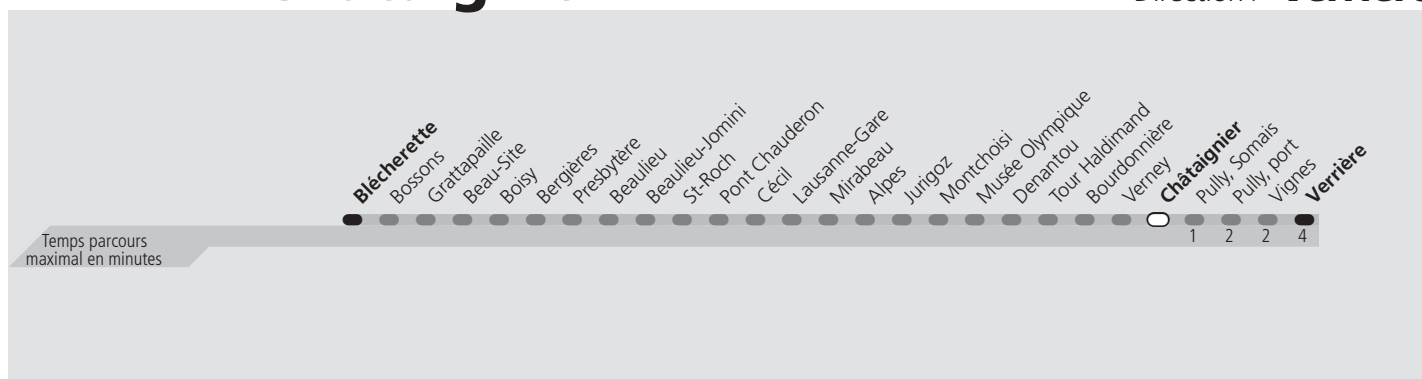 Blécherette
Bossons
Grattapaille
Beau-Site
Boisy
Bergières
Presbytère
Beaulieu
Beaulieu-Jomini
St-Roch
Pont Chauderon
Cécil
Lausanne-Gare
Mirabeau
Alpes
Jurigoz
Montchoisi
Musée Olympique
Denantou
Tour Haldimand
Bourdonnière
Verney
Châtaignier
Pully, Somais
Pully, port
Vignes
Verrière
Temps parcours
maximal en minutes
1 2 2 4